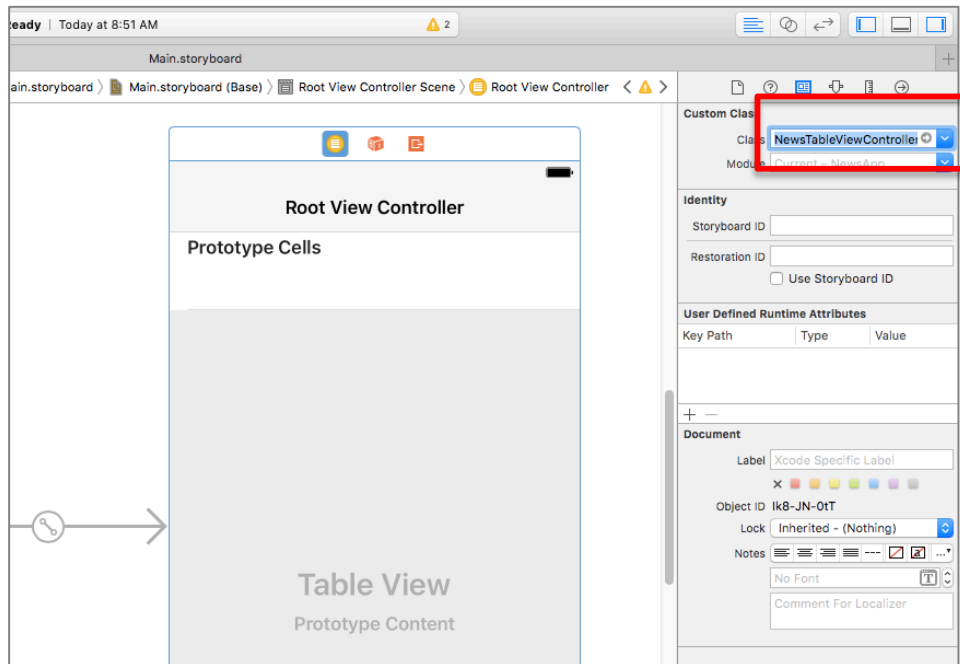 Ready | Today at 8:51 AM
2
Main.storyboard
ain.storyboard 〉 Main.storyboard (Base) 〉 Root View Controller Scene 〉 Root View Controller
Custom Clas
Class NewsTableViewController
Module Current – NewsApp
Root View Controller
Identity
Prototype Cells
Storyboard ID
Restoration ID
Use Storyboard ID
User Defined Runtime Attributes
Key Path Type Value
+ −
Document
Label Xcode Specific Label
Object ID Ik8-JN-0tT
Lock Inherited - (Nothing)
Notes
No Font
Comment For Localizer
Table View
Prototype Content